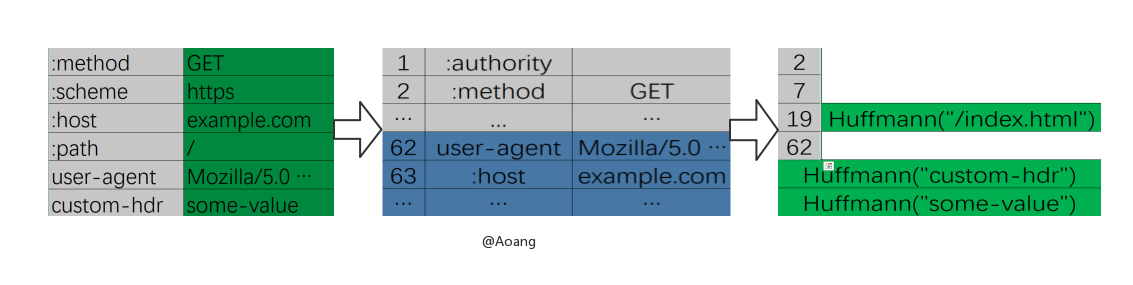 :method GET
:scheme https
:host example.com
:path /
user-agent Mozilla/5.0 ···
custom-hdr some-value
1 :authority
2 :method GET
··· ... ···
62 user-agent Mozilla/5.0 ···
63 :host example.com
··· ··· ···
2
7
19 Huffmann("/index.html")
62
Huffmann("custom-hdr")
Huffmann("some-value")
@Aoang